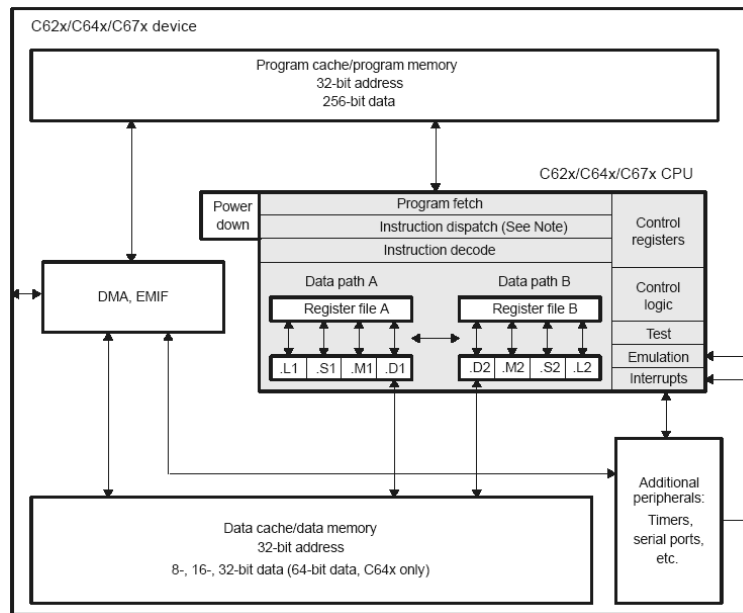 C62x/C64x/C67x device
Program cache/program memory
32-bit address
256-bit data
C62x/C64x/C67x CPU
Power
down
Program fetch
Instruction dispatch (See Note)
Instruction decode
Control
registers
Data path A
Data path B
Control
logic
DMA, EMIF
Register file A
Register file B
Test
.L1 .S1 .M1 .D1
.D2 .M2 .S2 .L2
Emulation
Interrupts
Additional
peripherals:
Timers,
serial ports,
etc.
Data cache/data memory
32-bit address
8-, 16-, 32-bit data (64-bit data, C64x only)